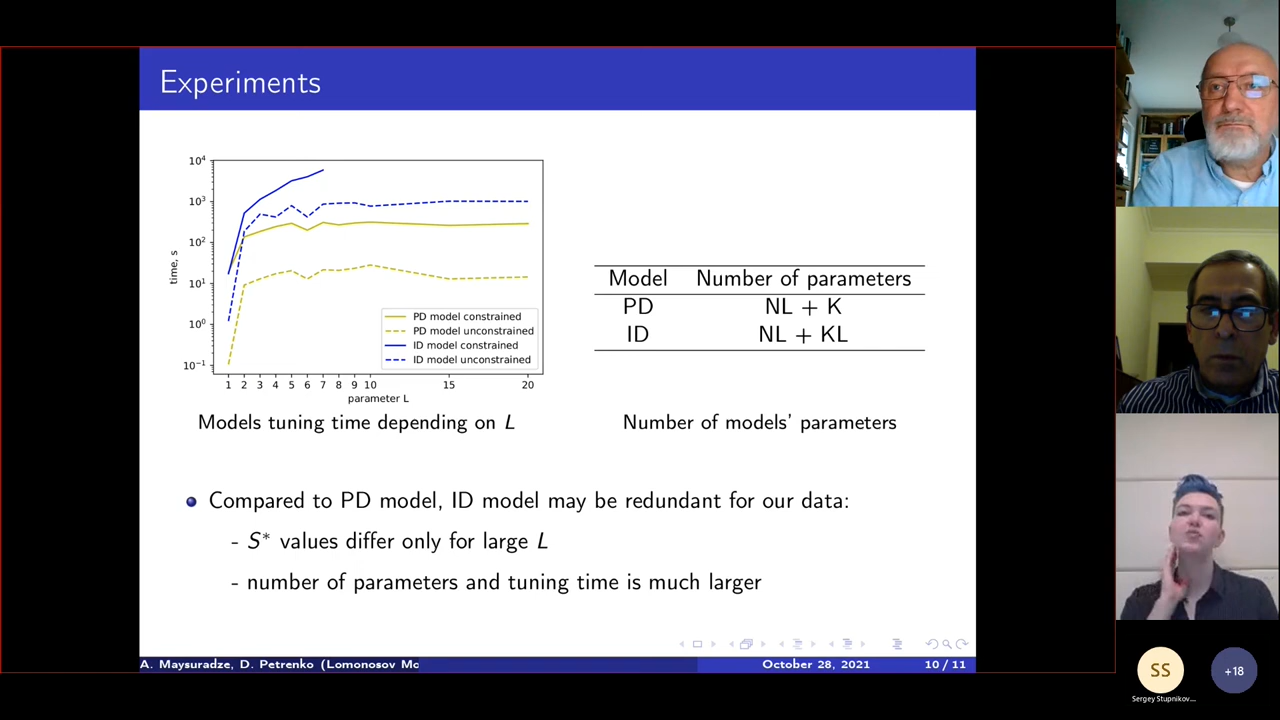 Experiments
10⁴
10³
10²
10¹
10⁰
10⁻¹
time, s
PD model constrained
PD model unconstrained
ID model constrained
ID model unconstrained
1 2 3 4 5 6 7 8 9 10 15 20
parameter L
Models tuning time depending on L
Model Number of parameters
PD NL + K
ID NL + KL
Number of models' parameters
Compared to PD model, ID model may be redundant for our data:
- S* values differ only for large L
- number of parameters and tuning time is much larger
A. Maysuradze, D. Petrenko (Lomonosov Mc
October 28, 2021
10 / 11
SS
Sergey Stupnikov...
+18